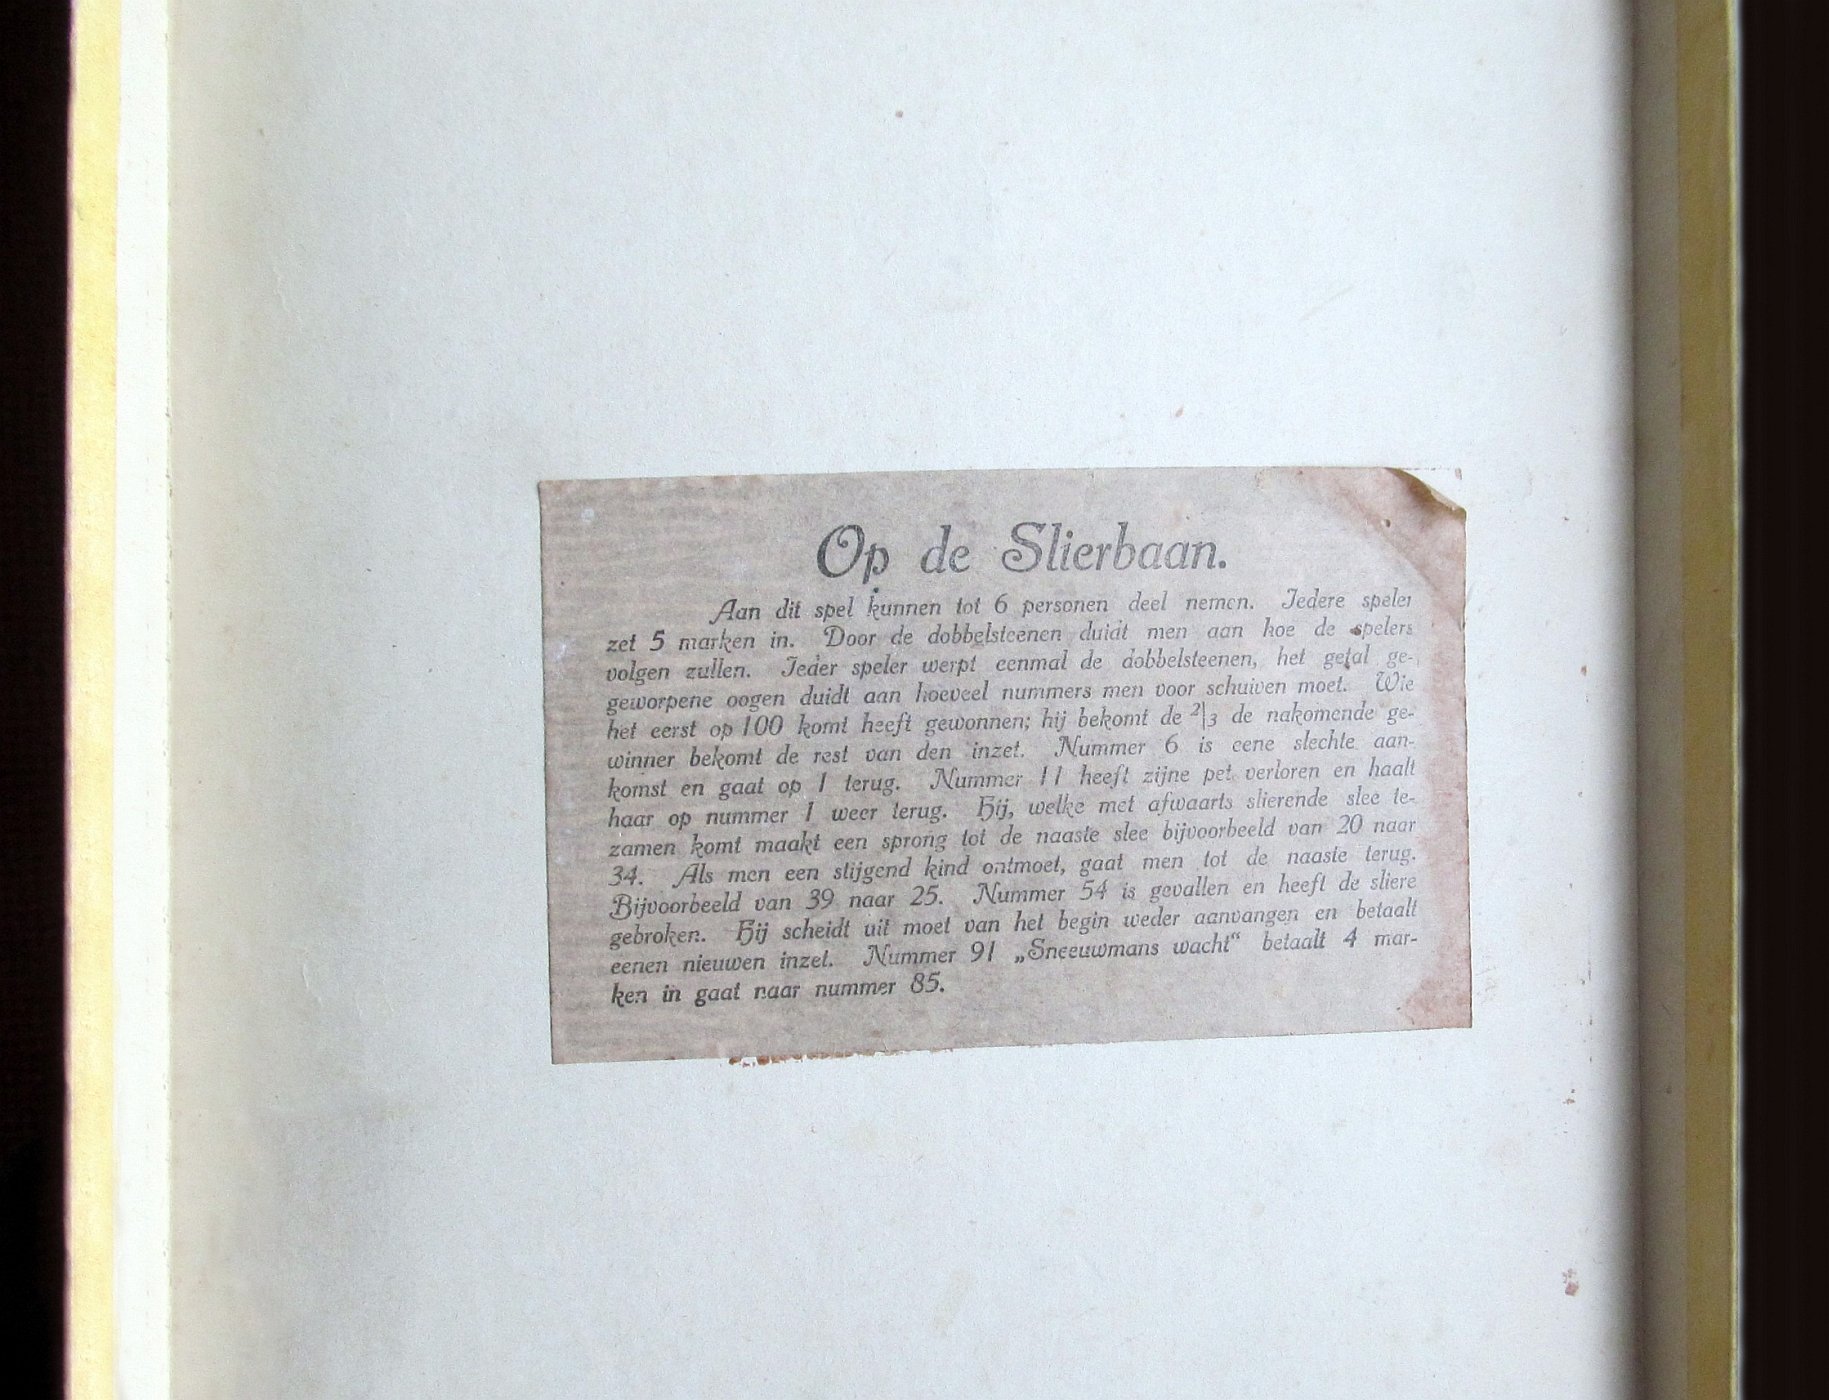 Op de Slierbaan.
Aan dit spel kunnen tot 6 personen deel nemen. Iedere speler
zet 5 marken in. Door de dobbelsteenen duidt men aan hoe de spelers
volgen zullen. Ieder speler werpt eenmal de dobbelsteenen, het getal ge-
geworpene oogen duidt aan hoeveel nummers men voor schuiven moet. Wie
het eerst op 100 komt heeft gewonnen; hij bekomt de 2/3 de nakomende ge-
winner bekomt de rest van den inzet. Nummer 6 is eene slechte aan-
komst en gaat op 1 terug. Nummer 11 heeft zijne pet verloren en haalt
haar op nummer 1 weer terug. Hij, welke met afwaarts slierende slee te-
zamen komt maakt een sprong tot de naaste slee bijvoorbeeld van 20 naar
34. Als men een stijgend kind ontmoet, gaat men tot de naaste terug.
Bijvoorbeeld van 39 naar 25. Nummer 54 is gevallen en heeft de sliere
gebroken. Hij scheidt uit moet van het begin weder aanvangen en betaalt
eenen nieuwen inzet. Nummer 91 „Sneeuwmans wacht“ betaalt 4 mar-
ken in gaat naar nummer 85.